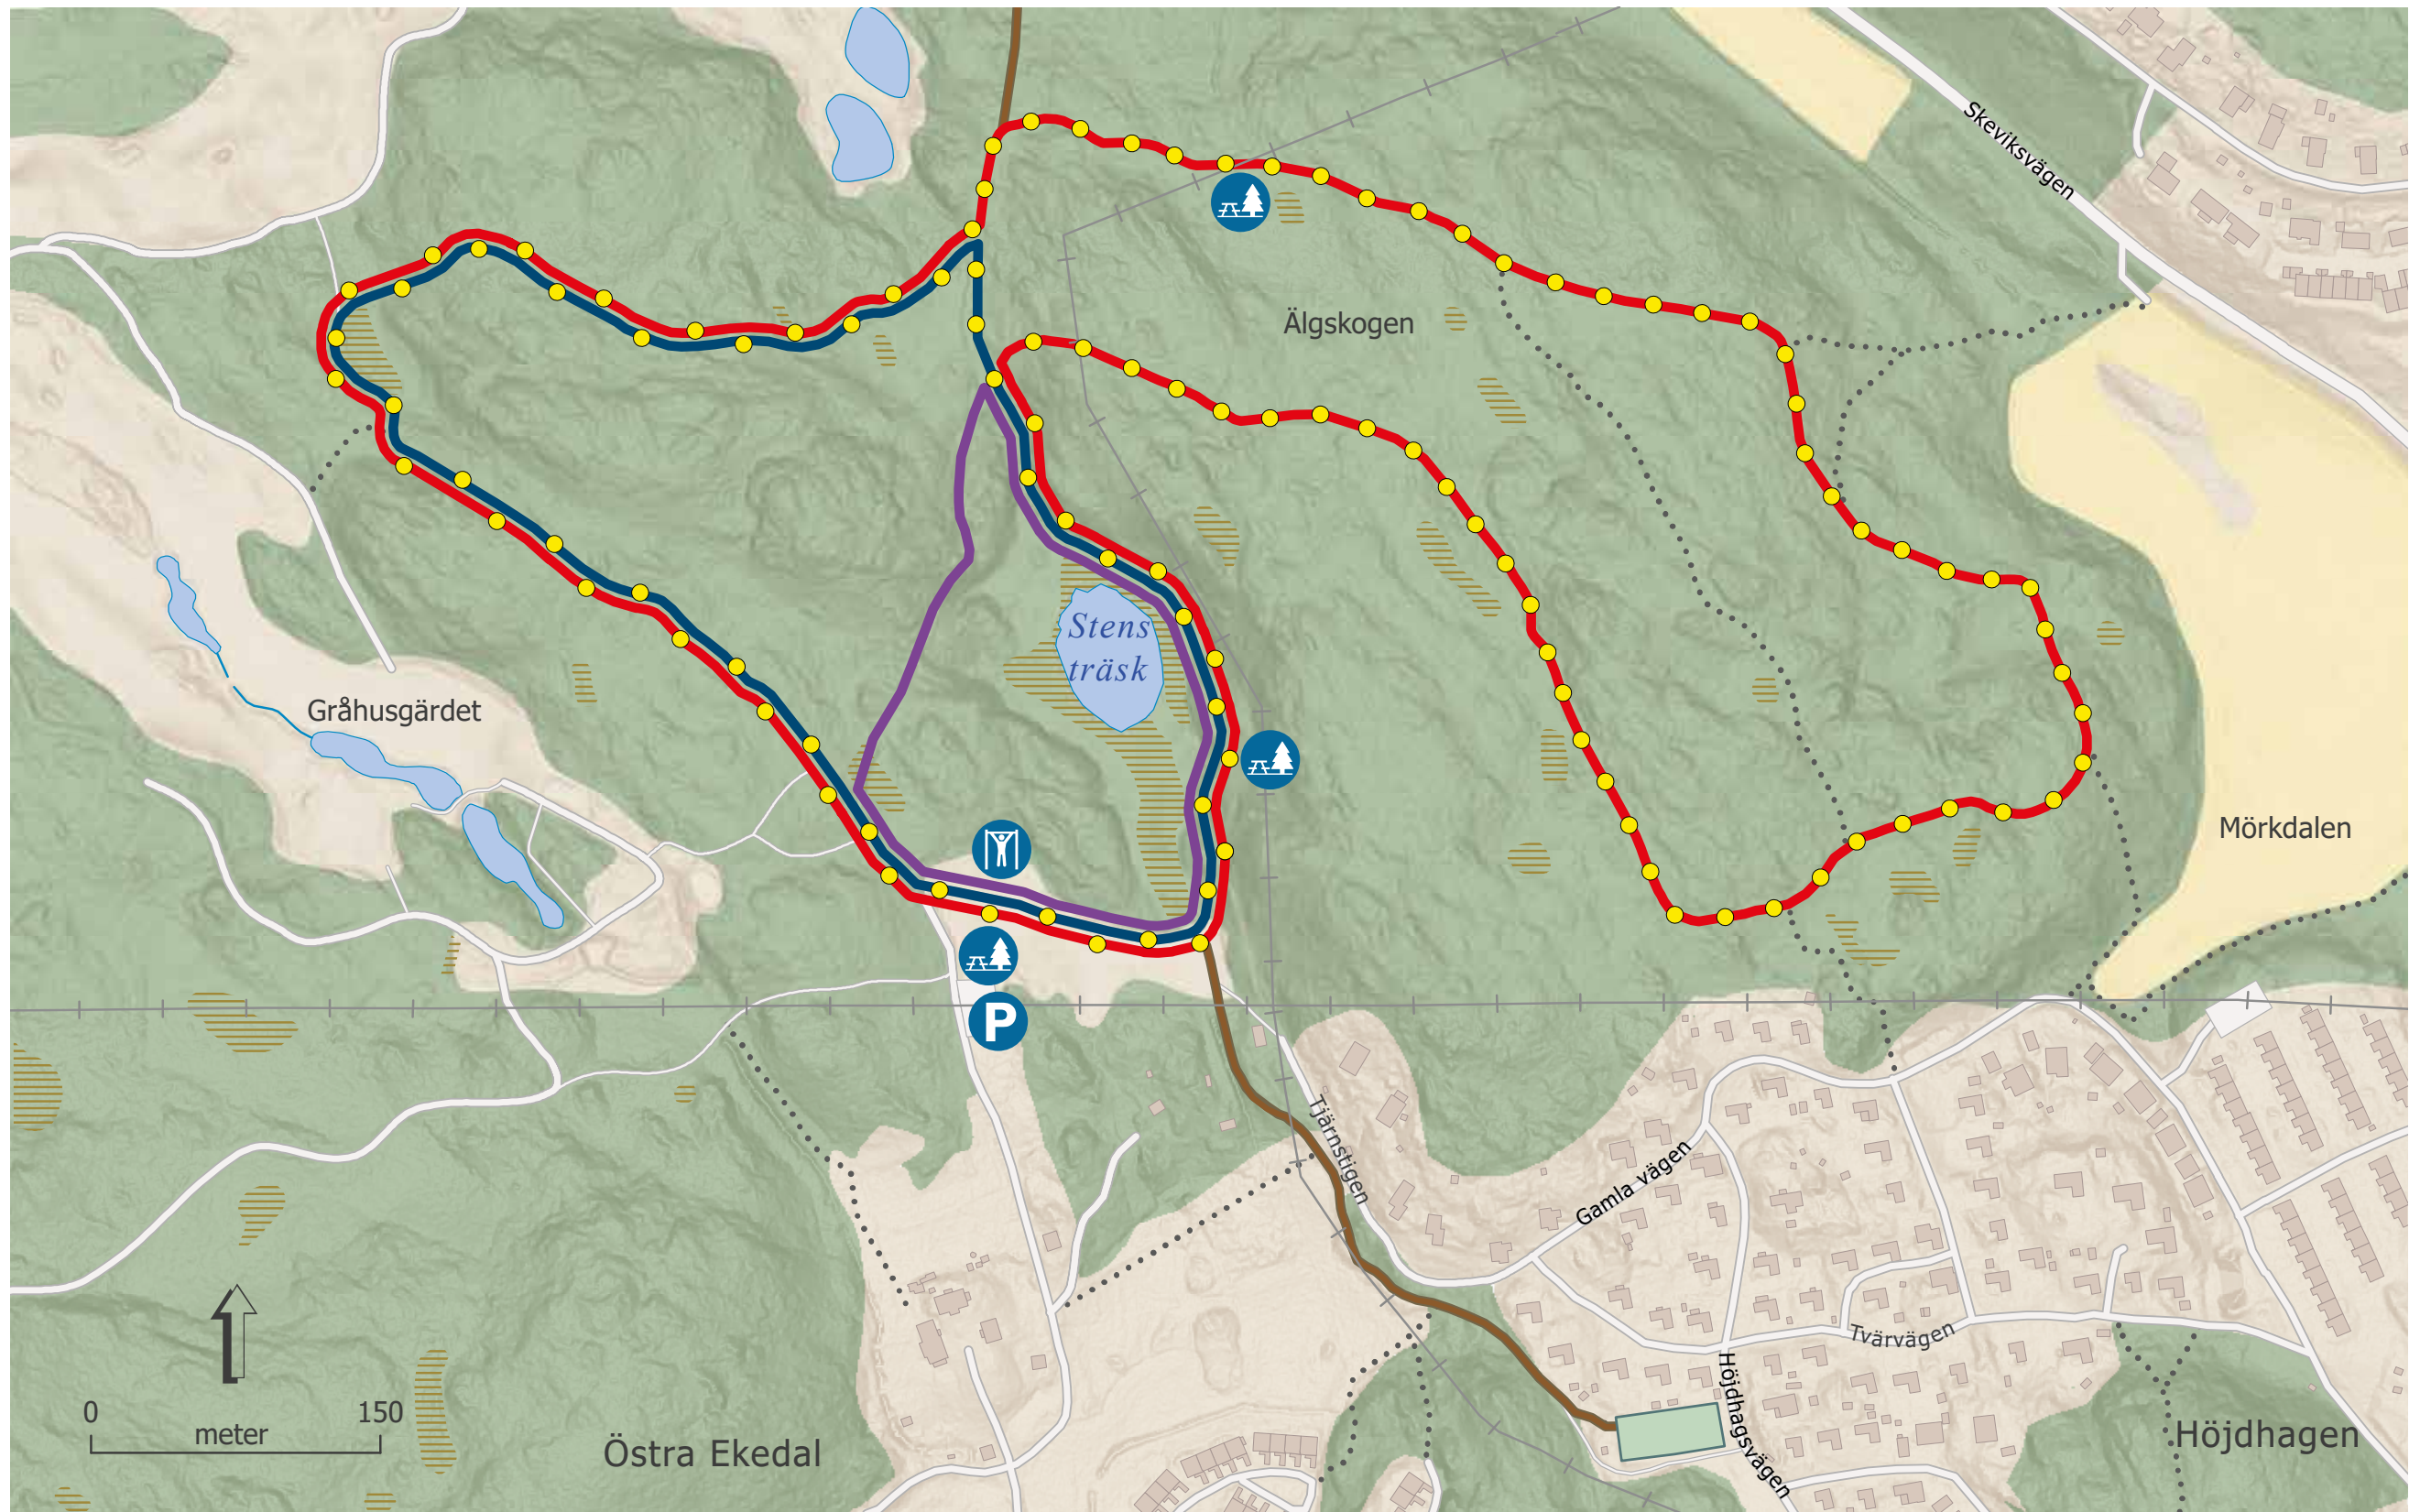 Skeviksvägen
Älgskogen
Stens
träsk
Gråhusgärdet
Mörkdalen
P
Tjärnstigen
Gamla vägen
Tvärvägen
Höjdhagsvägen
0 150
meter
Östra Ekedal
Höjdhagen